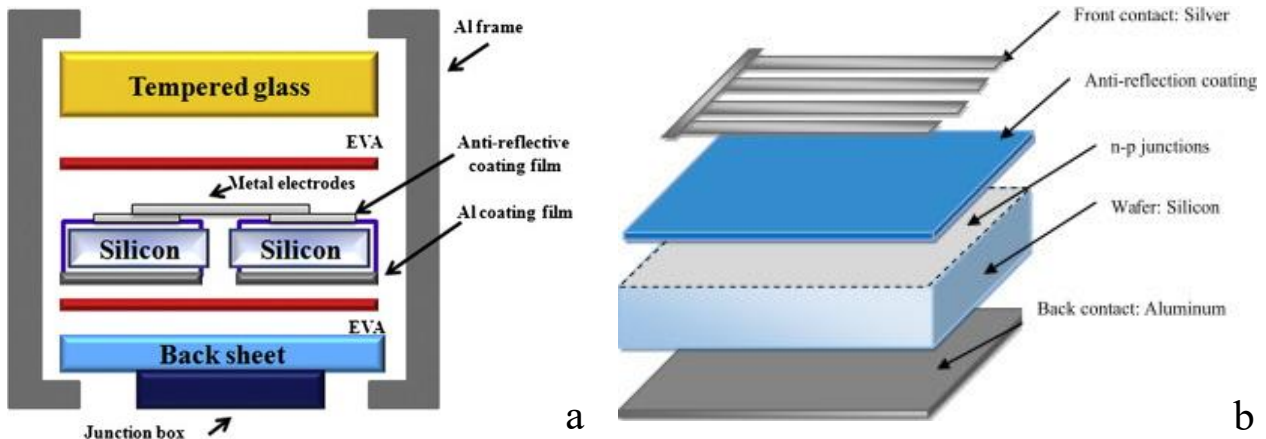 Al frame
Tempered glass
EVA
Anti-reflective
coating film
Metal electrodes
Al coating film
Silicon
Silicon
EVA
Back sheet
Junction box
a
Front contact: Silver
Anti-reflection coating
n-p junctions
Wafer: Silicon
Back contact: Aluminum
b